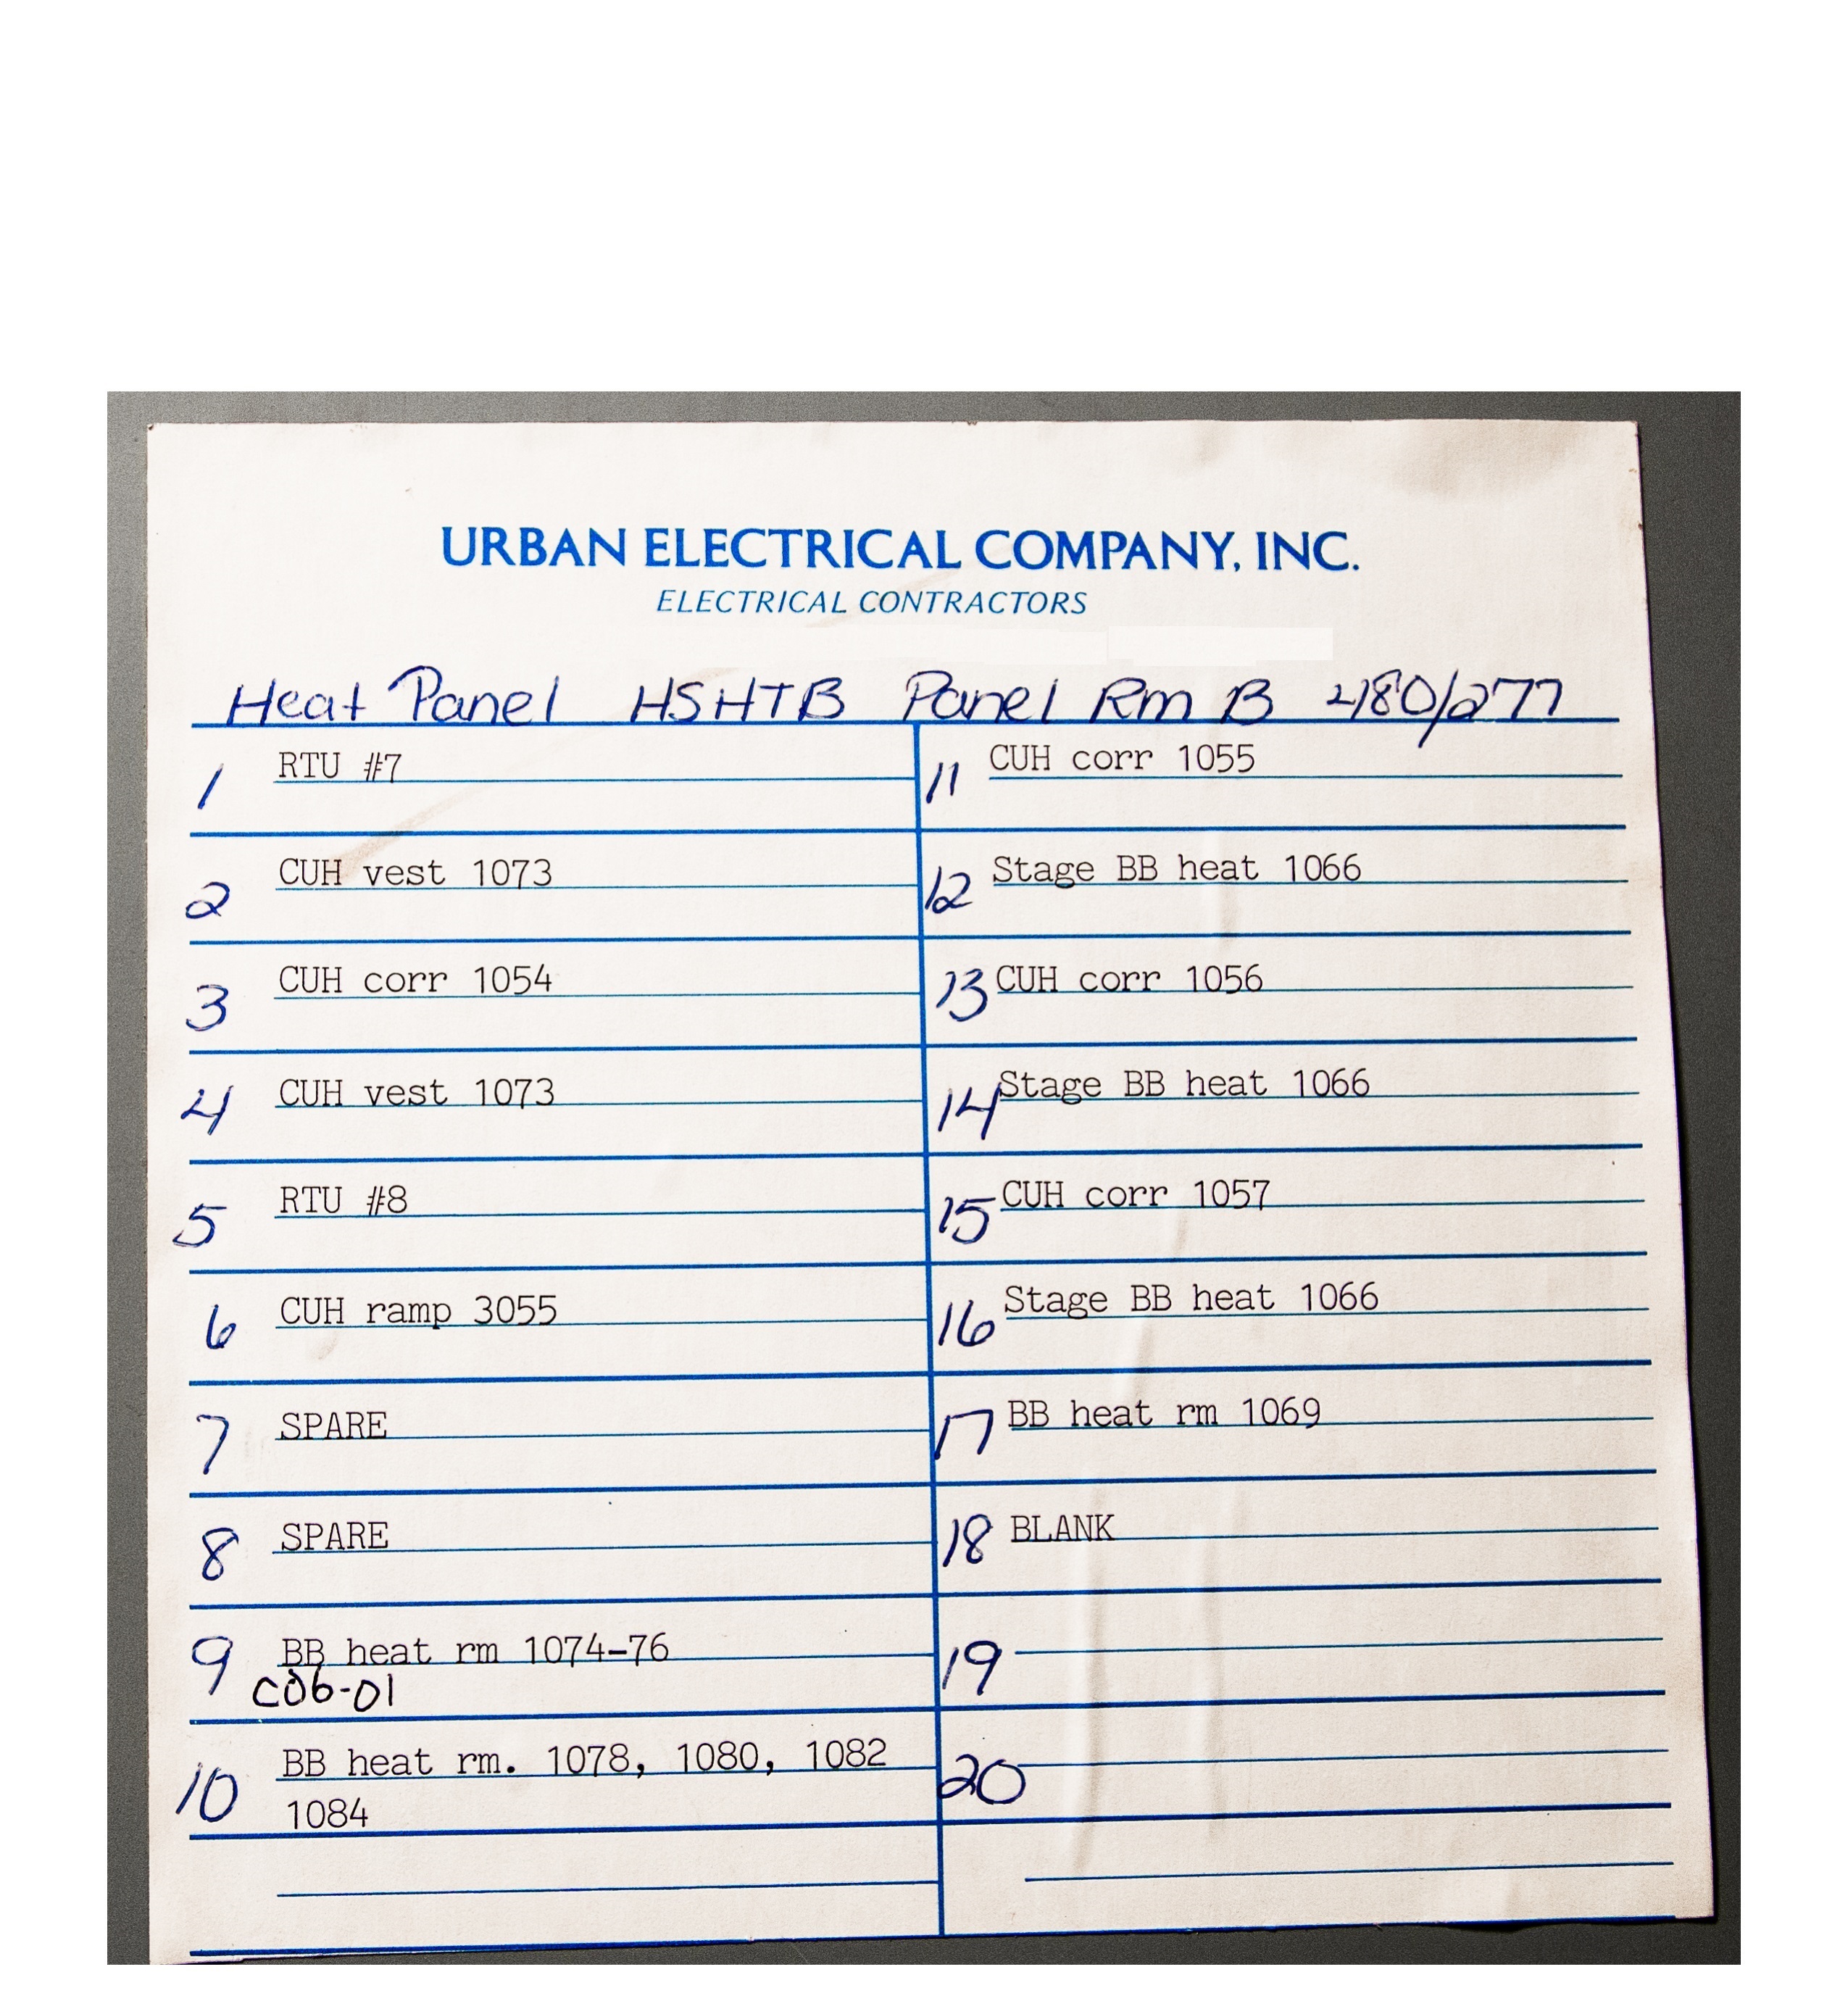 URBAN ELECTRICAL COMPANY, INC.
ELECTRICAL CONTRACTORS
Heat Panel HSHTB Panel Rm B 480/277
1 RTU #7
2 CUH vest 1073
3 CUH corr 1054
4 CUH vest 1073
5 RTU #8
6 CUH ramp 3055
7 SPARE
8 SPARE
9 BB heat rm 1074-76
C06-01
10 BB heat rm. 1078, 1080, 1082
1084
11 CUH corr 1055
12 Stage BB heat 1066
13 CUH corr 1056
14 Stage BB heat 1066
15 CUH corr 1057
16 Stage BB heat 1066
17 BB heat rm 1069
18 BLANK
19
20